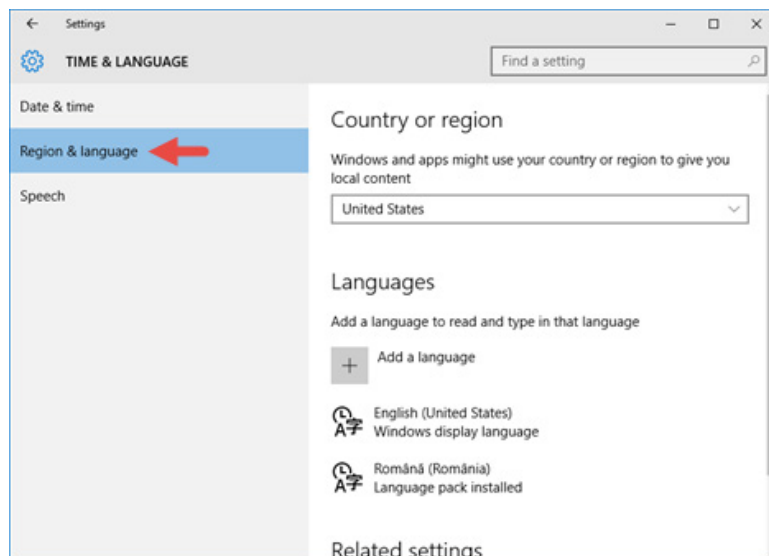 Settings
TIME & LANGUAGE
Find a setting
Date & time
Region & language
Speech
Country or region
Windows and apps might use your country or region to give you
local content
United States
Languages
Add a language to read and type in that language
Add a language
English (United States)
Windows display language
Română (România)
Language pack installed
Related settings